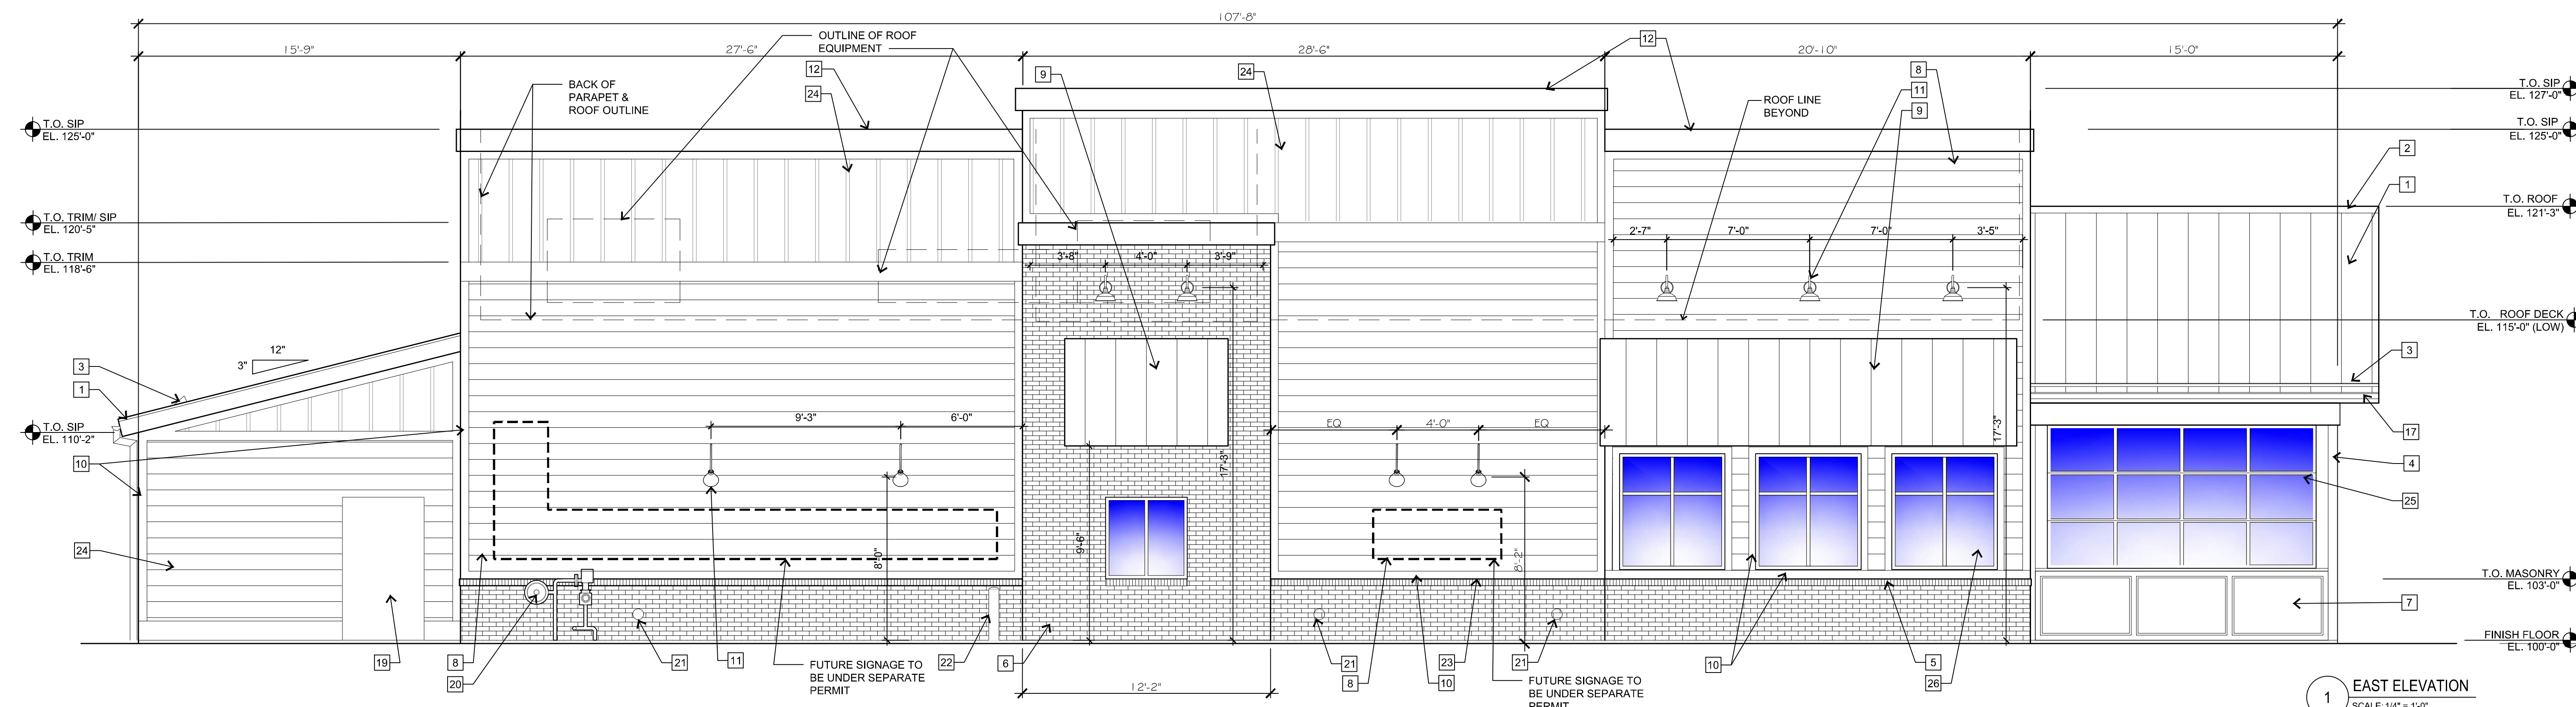 107'-8"
15'-9"
27'-6"
28'-6"
20'-10"
15'-0"
OUTLINE OF ROOF
EQUIPMENT
12
24
9
24
12
8
11
9
BACK OF
PARAPET &
ROOF OUTLINE
ROOF LINE
BEYOND
T.O. SIP
EL. 125'-0"
T.O. TRIM/ SIP
EL. 120'-5"
T.O. TRIM
EL. 118'-6"
T.O. SIP
EL. 110'-2"
T.O. SIP
EL. 127'-0"
T.O. SIP
EL. 125'-0"
2
1
T.O. ROOF
EL. 121'-3"
T.O. ROOF DECK
EL. 115'-0" (LOW)
3
17
4
25
T.O. MASONRY
EL. 103'-0"
7
FINISH FLOOR
EL. 100'-0"
12"
3"
3
1
10
24
2'-7"
7'-0"
7'-0"
3'-5"
3'-8"
4'-0"
3'-9"
9'-3"
6'-0"
EQ
4'-0"
EQ
17'-3"
17'-3"
9'-6"
8'-0"
8'-2"
19
8
20
21
11
FUTURE SIGNAGE TO
BE UNDER SEPARATE
PERMIT
22
6
12'-2"
21
8
10
23
21
FUTURE SIGNAGE TO
BE UNDER SEPARATE
PERMIT
10
5
26
1
EAST ELEVATION
SCALE: 1/4" = 1'-0"